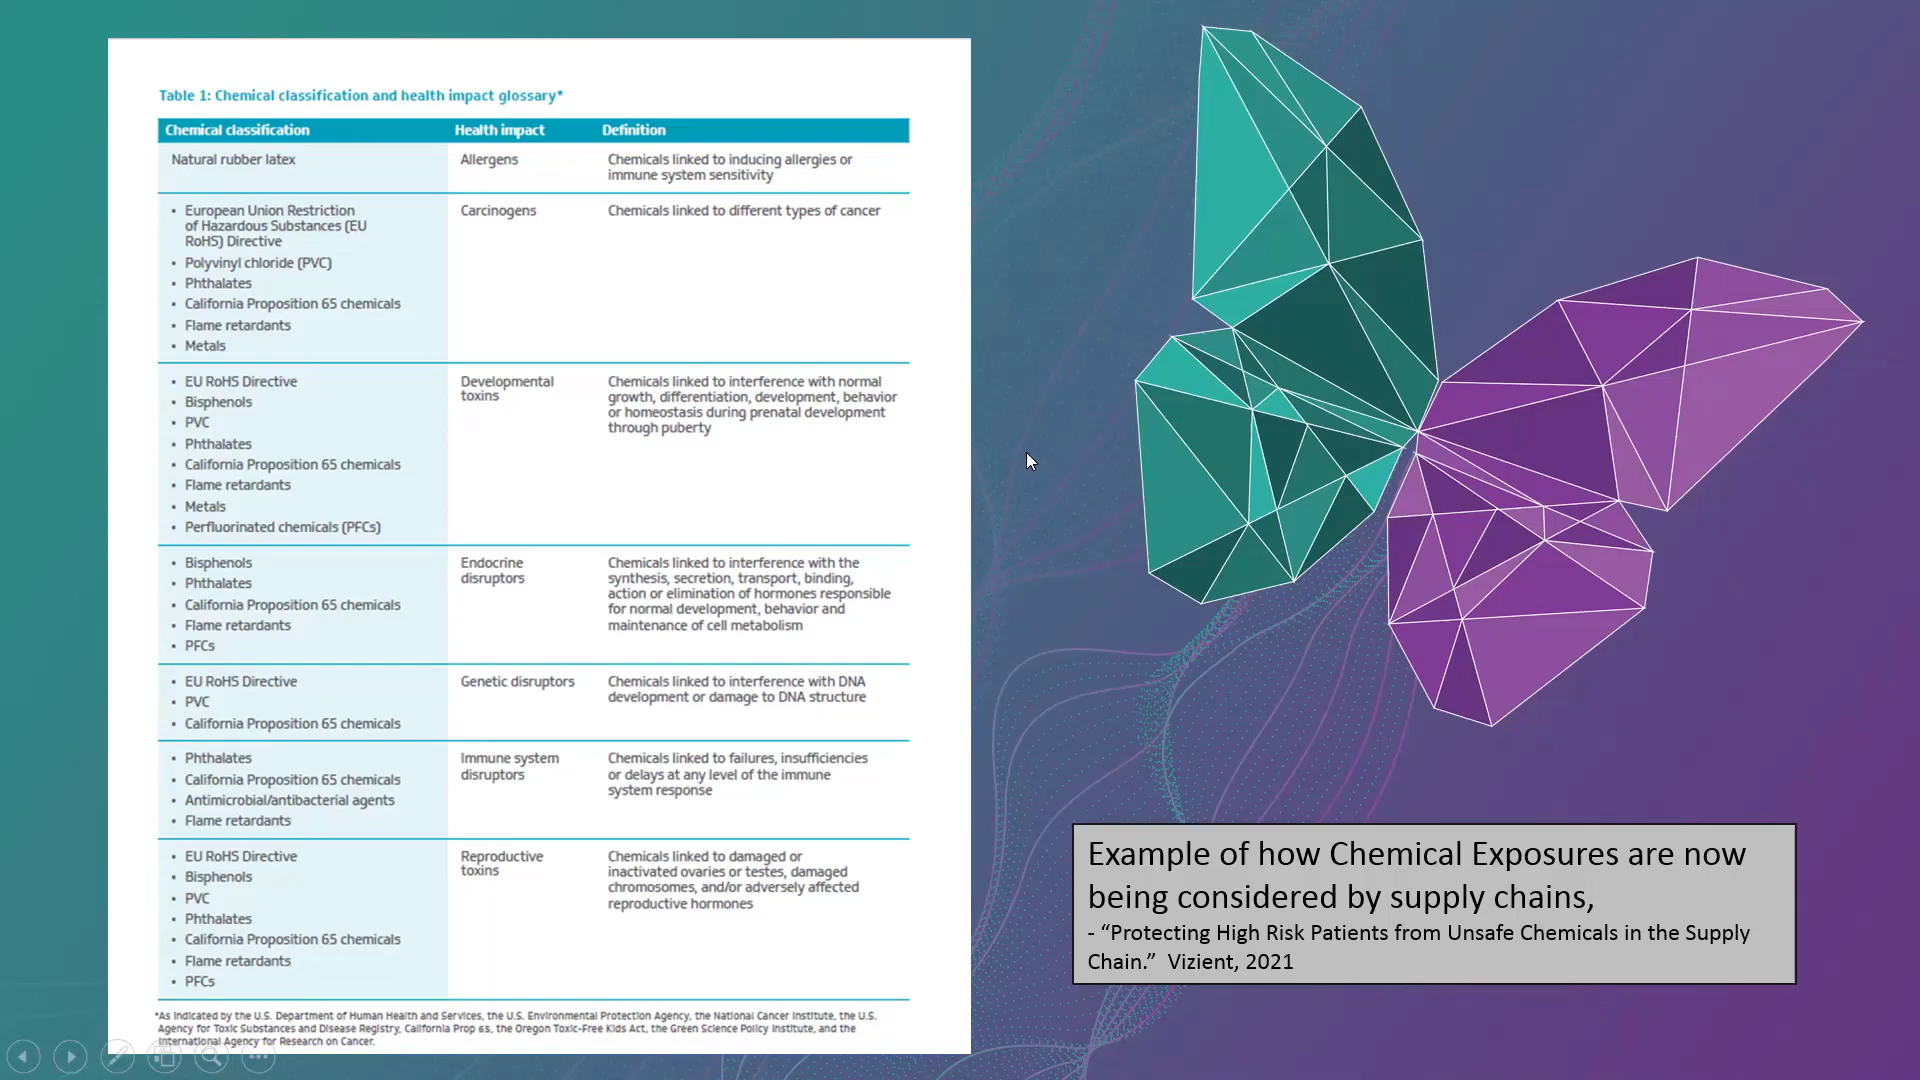 Table 1: Chemical classification and health impact glossary*
Chemical classification Health impact Definition
Natural rubber latex Allergens Chemicals linked to inducing allergies or
immune system sensitivity
• European Union Restriction
of Hazardous Substances (EU
RoHS) Directive
• Polyvinyl chloride (PVC)
• Phthalates
• California Proposition 65 chemicals
• Flame retardants
• Metals
Carcinogens
Chemicals linked to different types of cancer
• EU RoHS Directive
• Bisphenols
• PVC
• Phthalates
• California Proposition 65 chemicals
• Flame retardants
• Metals
• Perfluorinated chemicals (PFCs)
Developmental
toxins
Chemicals linked to interference with normal
growth, differentiation, development, behavior
or homeostasis during prenatal development
through puberty
• Bisphenols
• Phthalates
• California Proposition 65 chemicals
• Flame retardants
• PFCs
Endocrine
disruptors
Chemicals linked to interference with the
synthesis, secretion, transport, binding,
action or elimination of hormones responsible
for normal development, behavior and
maintenance of cell metabolism
• EU RoHS Directive
• PVC
• California Proposition 65 chemicals
Genetic disruptors
Chemicals linked to interference with DNA
development or damage to DNA structure
• Phthalates
• California Proposition 65 chemicals
• Antimicrobial/antibacterial agents
• Flame retardants
Immune system
disruptors
Chemicals linked to failures, insufficiencies
or delays at any level of the immune
system response
• EU RoHS Directive
• Bisphenols
• PVC
• Phthalates
• California Proposition 65 chemicals
• Flame retardants
• PFCs
Reproductive
toxins
Chemicals linked to damaged or
inactivated ovaries or testes, damaged
chromosomes, and/or adversely affected
reproductive hormones
*As indicated by the U.S. Department of Human Health and Services, the U.S. Environmental Protection Agency, the National Cancer Institute, the U.S.
Agency for Toxic Substances and Disease Registry, California Prop 65, the Oregon Toxic-Free Kids Act, the Green Science Policy Institute, and the
International Agency for Research on Cancer.
Example of how Chemical Exposures are now
being considered by supply chains,
- “Protecting High Risk Patients from Unsafe Chemicals in the Supply
Chain.” Vizient, 2021